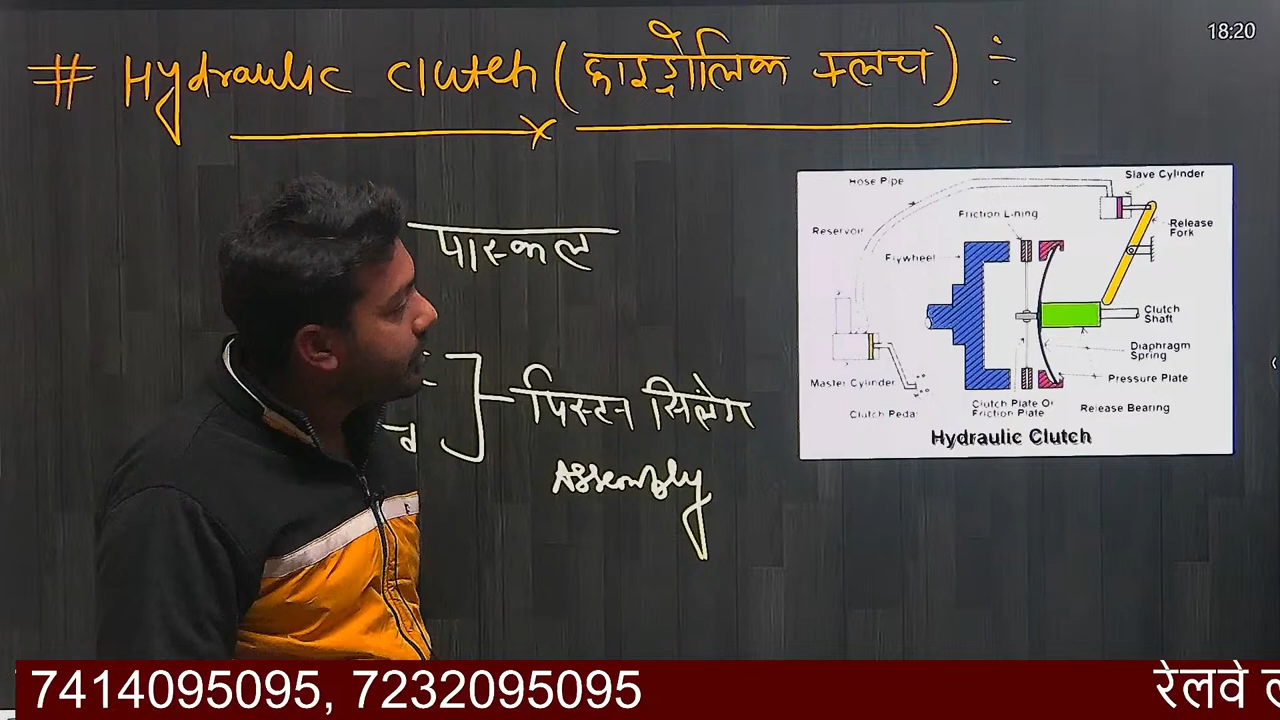 18:20
# Hydraulic Clutch (हाइड्रोलिक क्लच) :-
पास्कल
पिस्टन सिलेण्डर
Assembly
Hose Pipe
Slave Cylinder
Friction Lining
Release
Fork
Reservoir
Flywheel
Clutch
Shaft
Diaphragm
Spring
Pressure Plate
Master Cylinder
Clutch Plate Or
Friction Plate
Release Bearing
Clutch Peda
Hydraulic Clutch
7414095095, 7232095095
रेलवे